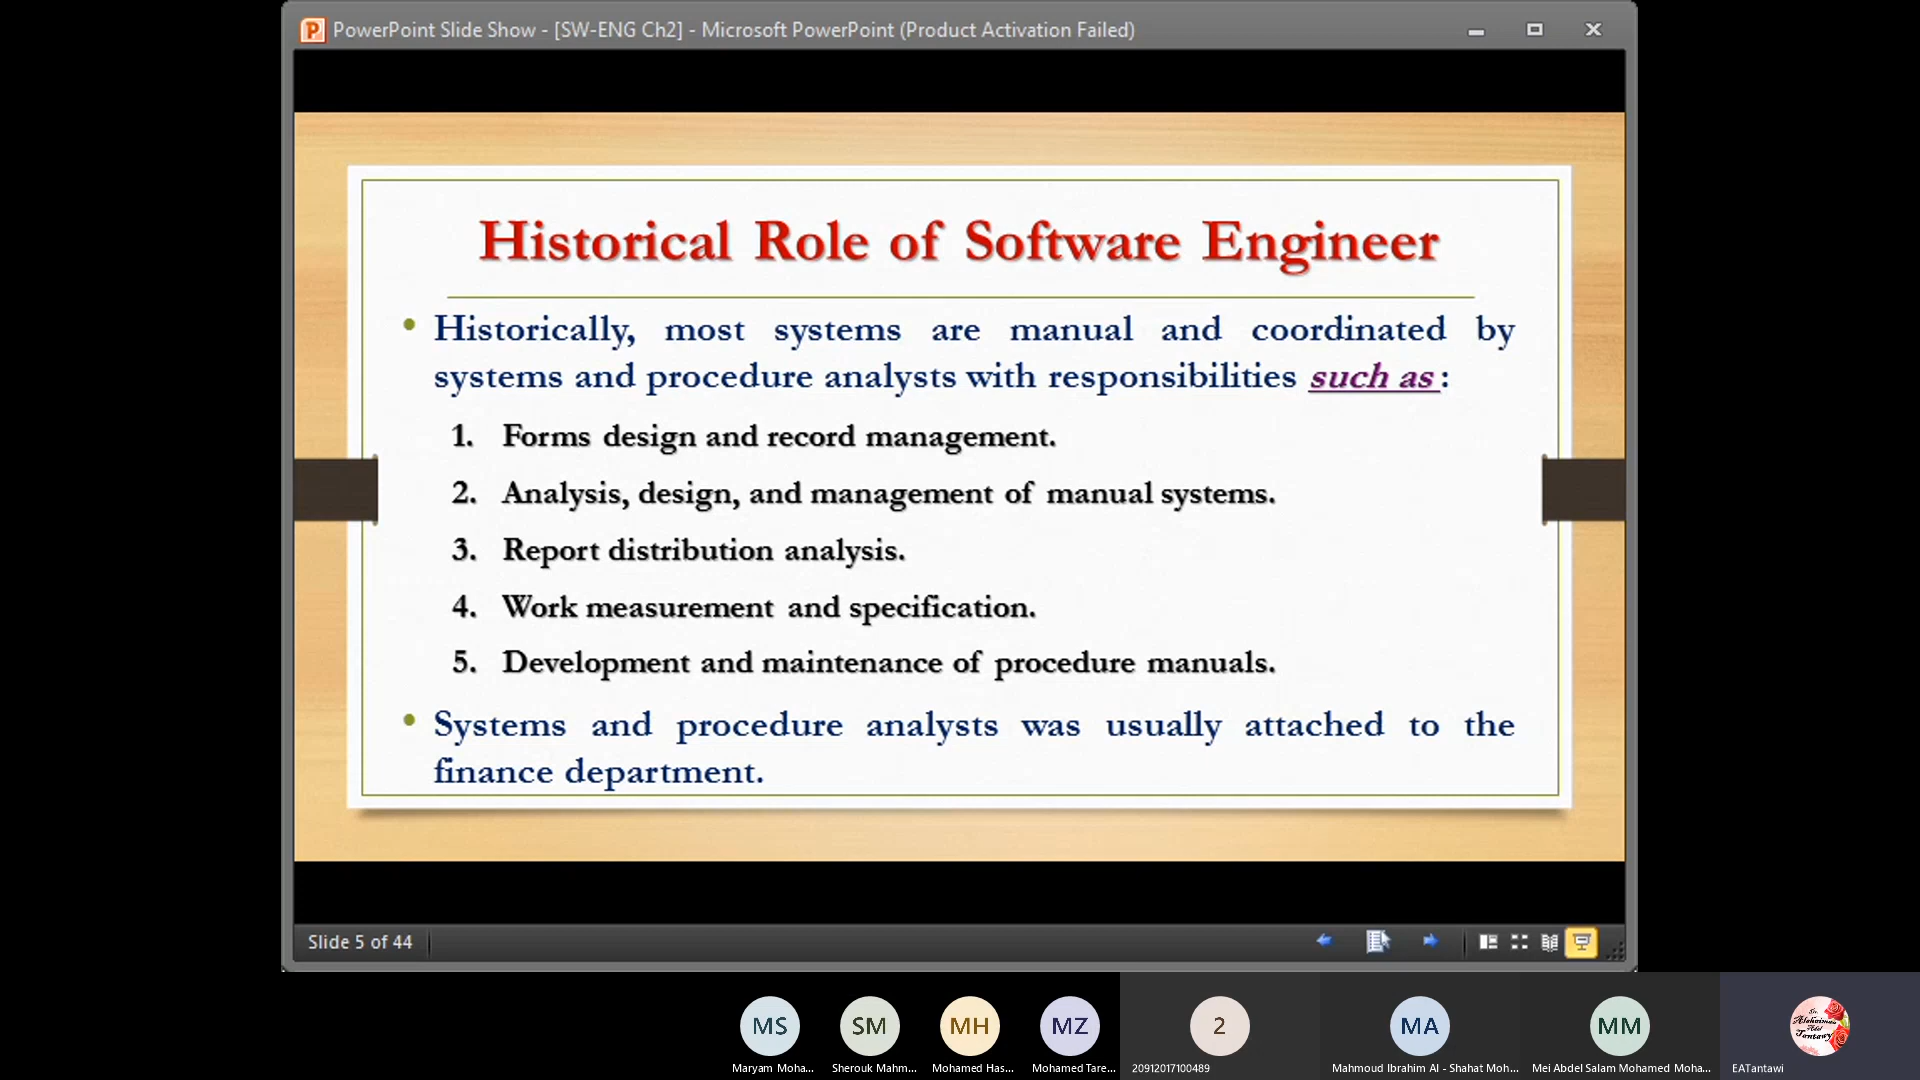 PowerPoint Slide Show - [SW-ENG Ch2] - Microsoft PowerPoint (Product Activation Failed)
Historical Role of Software Engineer
• Historically, most systems are manual and coordinated by
systems and procedure analysts with responsibilities such as:
1. Forms design and record management.
2. Analysis, design, and management of manual systems.
3. Report distribution analysis.
4. Work measurement and specification.
5. Development and maintenance of procedure manuals.
• Systems and procedure analysts was usually attached to the
finance department.
Slide 5 of 44
MS SM MH MZ 2 MA MM
Maryam Moha... Sherouk Mahm... Mohamed Has... Mohamed Tare... 20912017100489 Mahmoud Ibrahim Al - Shahat Moh... Mei Abdel Salam Mohamed Moha... EATantawi